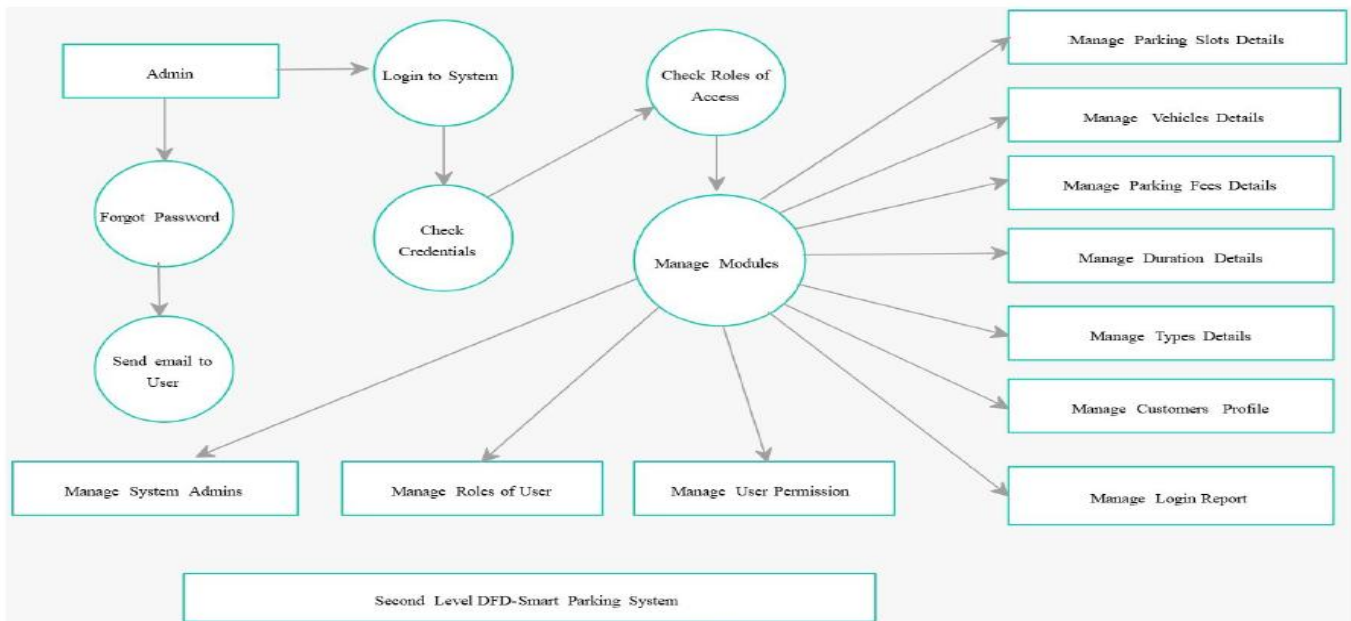 Admin
Login to System
Check Roles of
Access
Manage Parking Slots Details
Manage Vehicles Details
Manage Parking Fees Details
Forgot Password
Check
Credentials
Manage Modules
Manage Duration Details
Manage Types Details
Send email to
User
Manage Customers Profile
Manage System Admins
Manage Roles of User
Manage User Permission
Manage Login Report
Second Level DFD-Smart Parking System